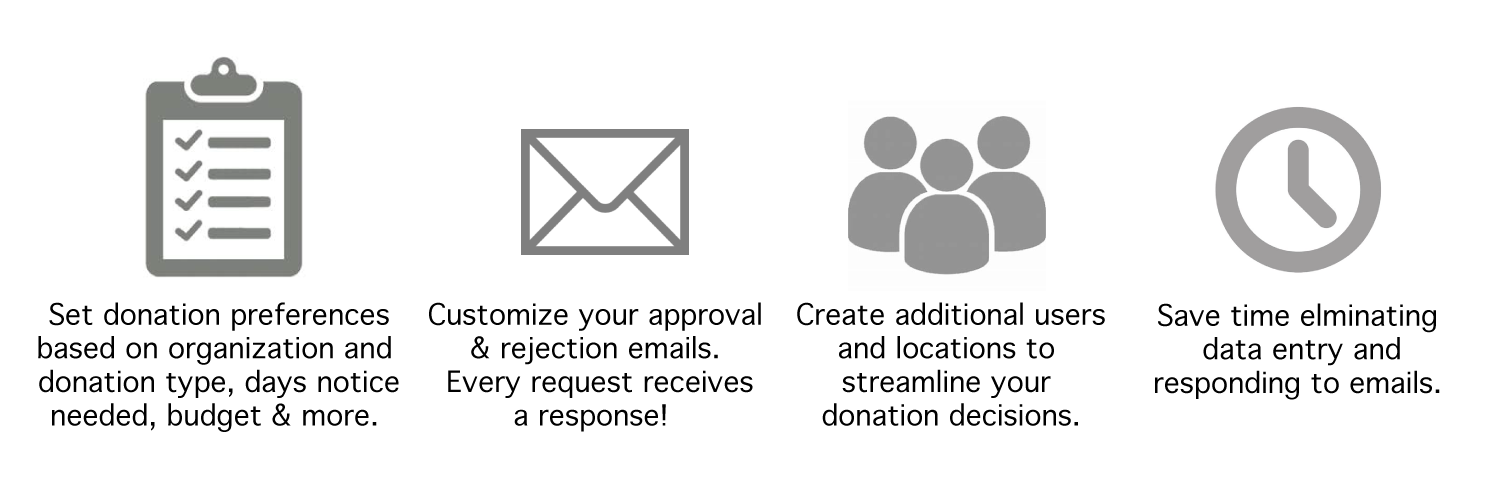 Set donation preferences
based on organization and
donation type, days notice
needed, budget & more.
Customize your approval
& rejection emails.
Every request receives
a response!
Create additional users
and locations to
streamline your
donation decisions.
Save time elminating
data entry and
responding to emails.